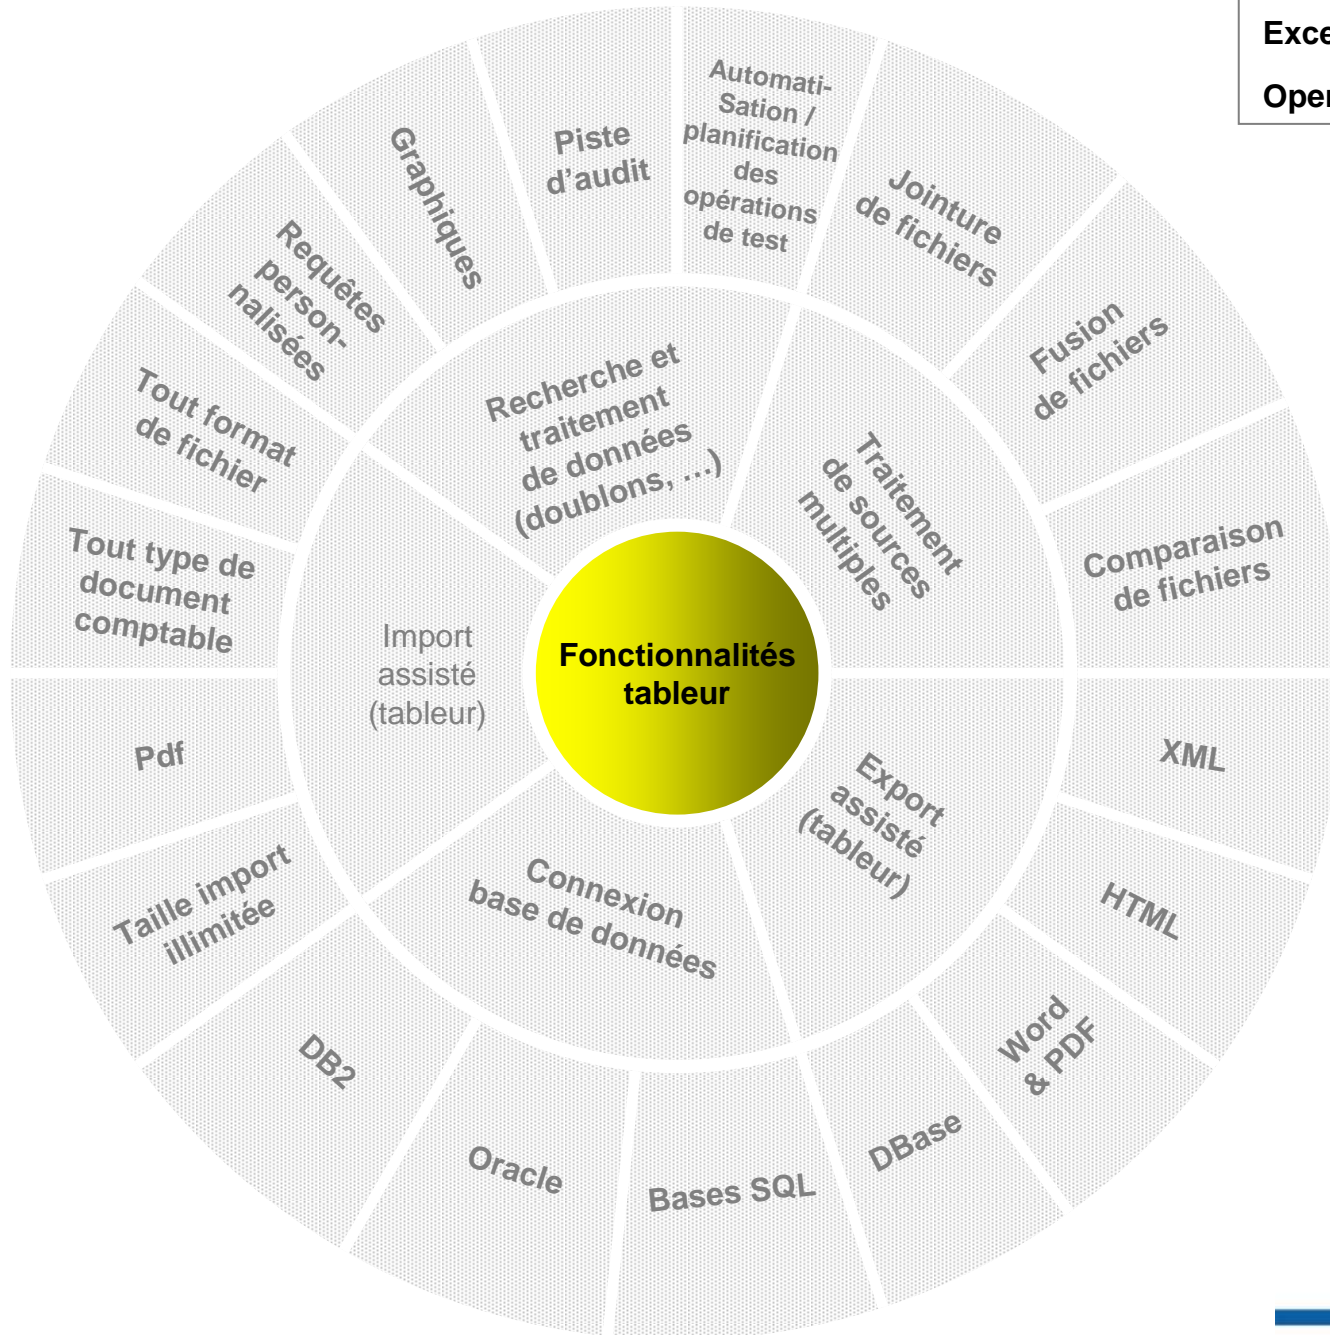 Exce
Oper
Automati-
Sation /
planification
des
opérations
de test
Piste
d’audit
Graphiques
Requêtes
person-
nalisées
Tout format
de fichier
Tout type de
document
comptable
Pdf
Taille import
illimitée
DB2
Oracle
Bases SQL
DBase
Word
& PDF
HTML
XML
Comparaison
de fichiers
Fusion
de fichiers
Jointure
de fichiers
Recherche et
traitement
de données
(doublons, …)
Traitement
de sources
multiples
Export
assisté
(tableur)
Connexion
base de données
Import
assisté
(tableur)
Fonctionnalités
tableur